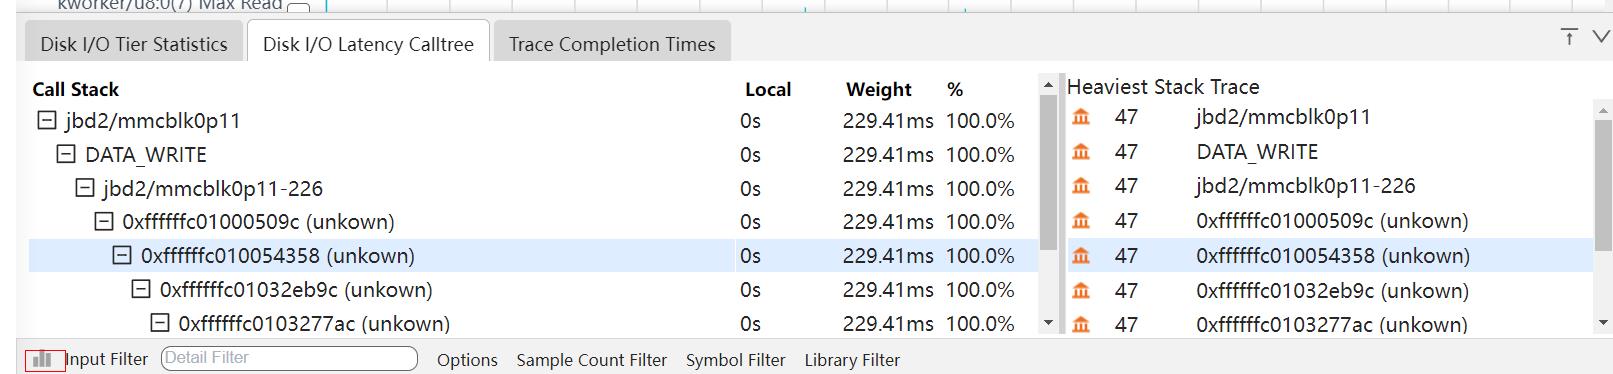 kworker/u8:0(7) Max Read
Disk I/O Tier Statistics Disk I/O Latency Calltree Trace Completion Times
Call Stack Local Weight % Heaviest Stack Trace
jbd2/mmcblk0p11 0s 229.41ms 100.0% 47 jbd2/mmcblk0p11
DATA_WRITE 0s 229.41ms 100.0% 47 DATA_WRITE
jbd2/mmcblk0p11-226 0s 229.41ms 100.0% 47 jbd2/mmcblk0p11-226
0xffffffc01000509c (unkown) 0s 229.41ms 100.0% 47 0xffffffc01000509c (unkown)
0xffffffc010054358 (unkown) 0s 229.41ms 100.0% 47 0xffffffc010054358 (unkown)
0xffffffc01032eb9c (unkown) 0s 229.41ms 100.0% 47 0xffffffc01032eb9c (unkown)
0xffffffc0103277ac (unkown) 0s 229.41ms 100.0% 47 0xffffffc0103277ac (unkown)
Input Filter Detail Filter Options Sample Count Filter Symbol Filter Library Filter